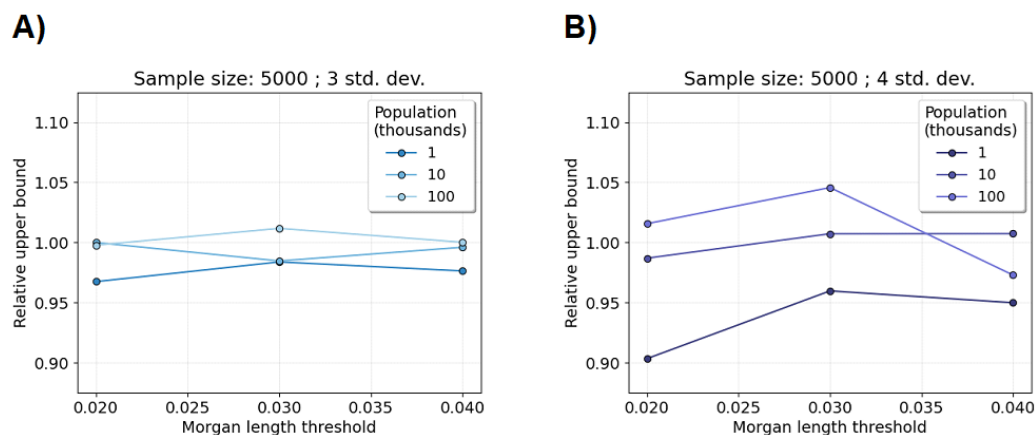 A)
Sample size: 5000 ; 3 std. dev.
Relative upper bound
1.10
1.05
1.00
0.95
0.90
Population
(thousands)
1
10
100
0.020 0.025 0.030 0.035 0.040
Morgan length threshold
B)
Sample size: 5000 ; 4 std. dev.
Relative upper bound
1.10
1.05
1.00
0.95
0.90
Population
(thousands)
1
10
100
0.020 0.025 0.030 0.035 0.040
Morgan length threshold